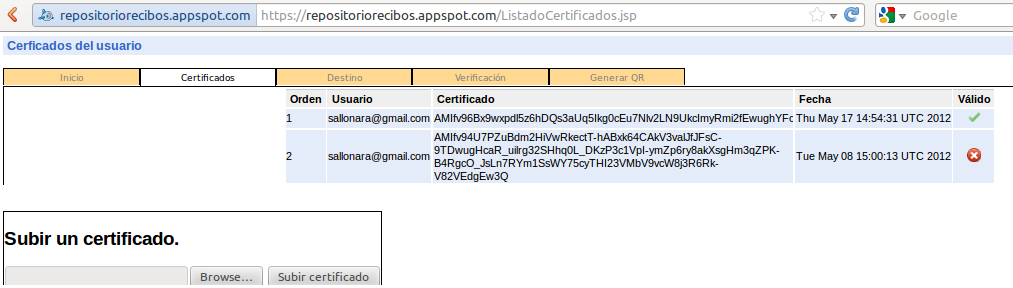 repositoriorecibos.appspot.com https://repositoriorecibos.appspot.com/ListadoCertificados.jsp Google
Cerficados del usuario
Inicio Certificados Destino Verificación Generar QR
Orden Usuario Certificado Fecha Válido
1 sallonara@gmail.com AMIfv96Bx9wxpdl5z6hDQs3aUq5Ikg0cEu7Nlv2LN9UkclmyRmi2fEwughYFc Thu May 17 14:54:31 UTC 2012
AMIfv94U7PZuBdm2HiVwRkectT-hABxk64CAkV3valJfJFsC-
2 sallonara@gmail.com 9TDwugHcaR_uilrg32SHhq0L_DKzP3c1VpI-ymZp6ry8akXsgHm3qZPK- Tue May 08 15:00:13 UTC 2012
B4RgcO_JsLn7RYm1SsWY75cyTHI23VMbV9vcW8j3R6Rk-
V82VEdgEw3Q
Subir un certificado.
Browse... Subir certificado